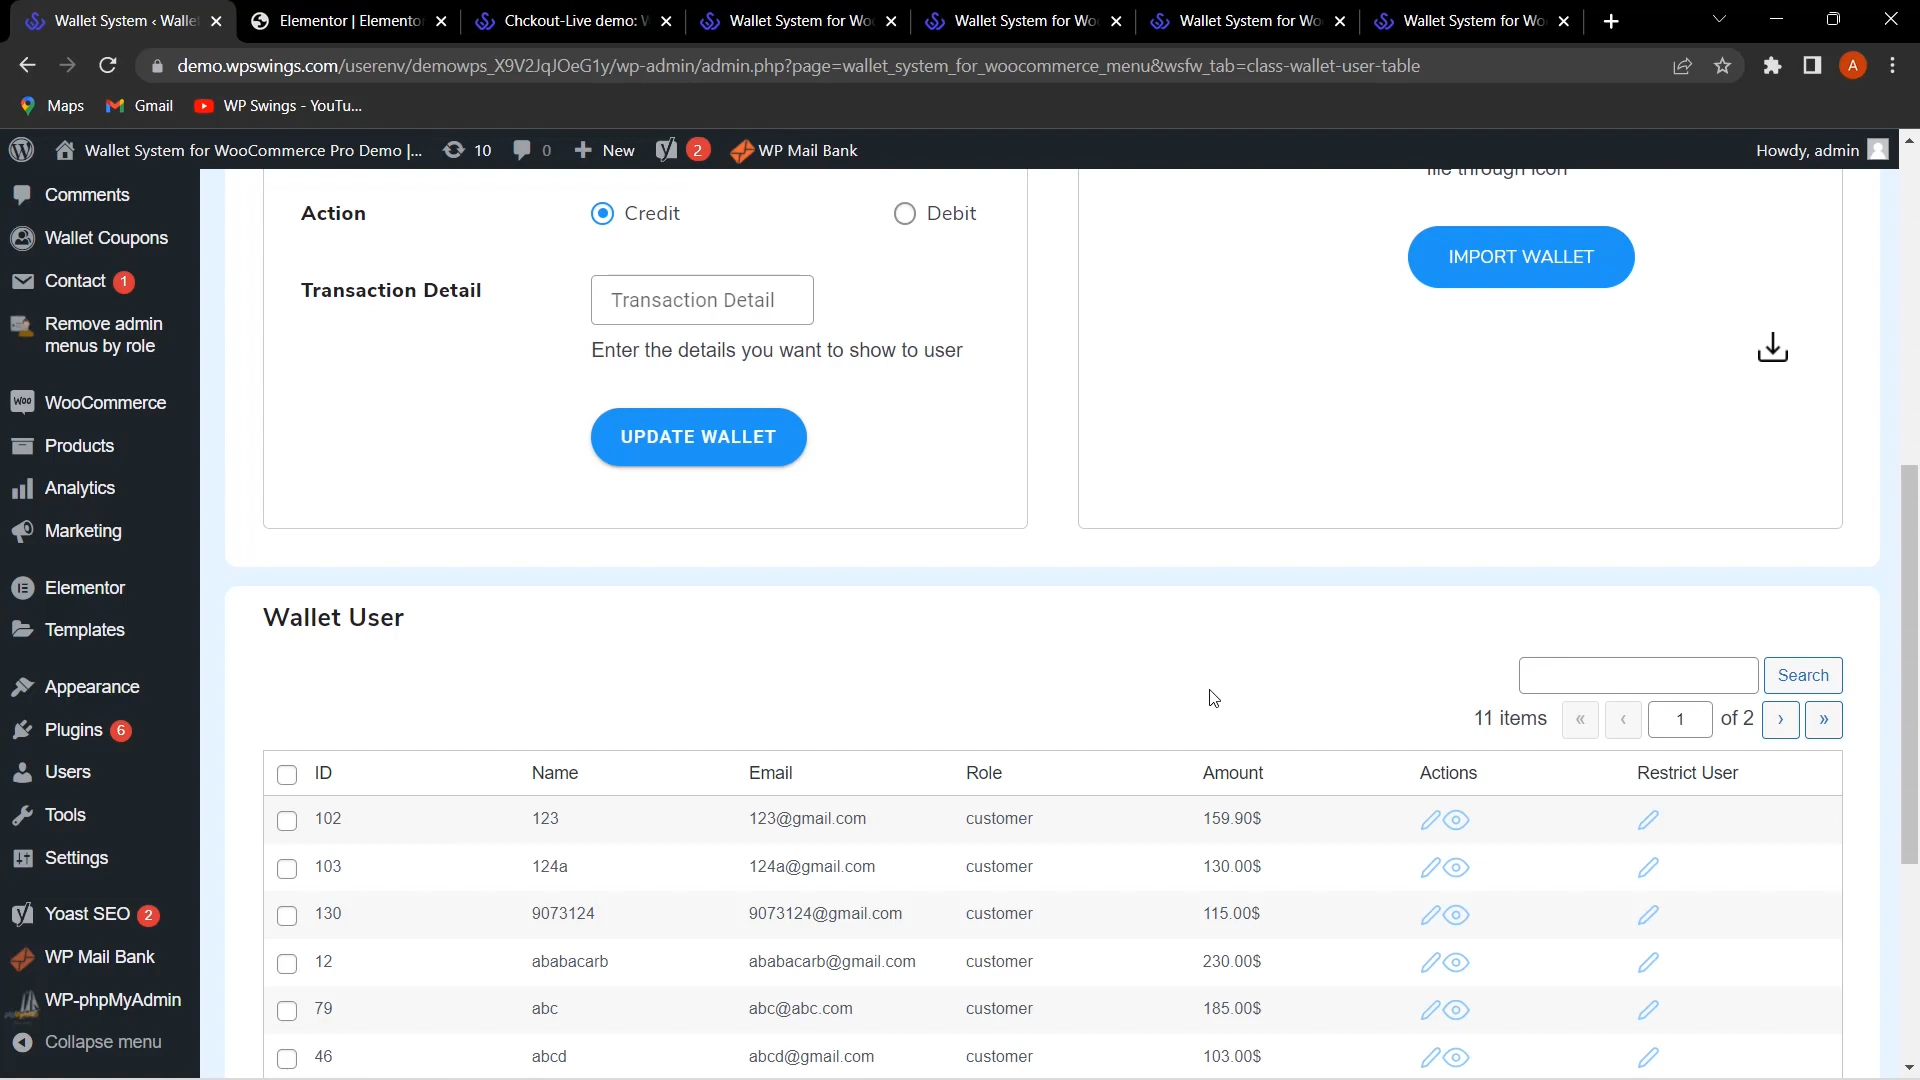 Wallet System ‹ Walle
Elementor | Elemento
Chckout-Live demo: W
Wallet System for Wo
Wallet System for Wo
Wallet System for Wo
Wallet System for Wo
demo.wpswings.com/userenv/demowps_X9V2JqJOeG1y/wp-admin/admin.php?page=wallet_system_for_woocommerce_menu&wsfw_tab=class-wallet-user-table
A
Maps
Gmail
WP Swings - YouTu...
Wallet System for WooCommerce Pro Demo |...
10
0
New
2
WP Mail Bank
Howdy, admin
Comments
Wallet Coupons
Contact 1
Remove admin
menus by role
WooCommerce
Products
Analytics
Marketing
Elementor
Templates
Appearance
Plugins 6
Users
Tools
Settings
Yoast SEO 2
WP Mail Bank
WP-phpMyAdmin
Collapse menu
file through icon
Action Credit Debit
IMPORT WALLET
Transaction Detail Transaction Detail
Enter the details you want to show to user
UPDATE WALLET
Wallet User
Search
11 items « ‹ 1 of 2 › »
ID Name Email Role Amount Actions Restrict User
102 123 123@gmail.com customer 159.90$
103 124a 124a@gmail.com customer 130.00$
130 9073124 9073124@gmail.com customer 115.00$
12 ababacarb ababacarb@gmail.com customer 230.00$
79 abc abc@abc.com customer 185.00$
46 abcd abcd@gmail.com customer 103.00$